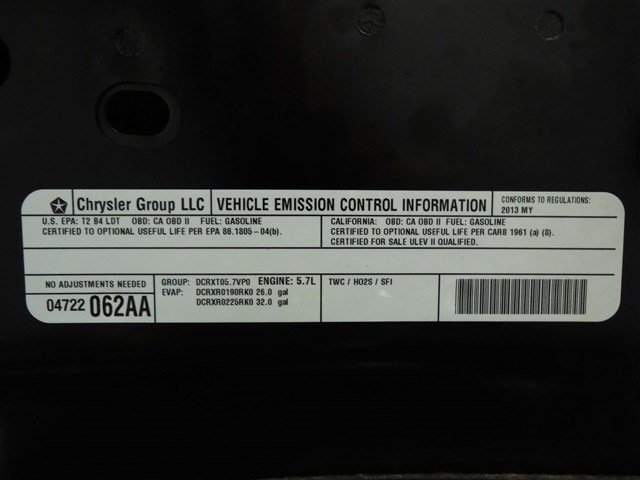 Chrysler Group LLC
VEHICLE EMISSION CONTROL INFORMATION
CONFORMS TO REGULATIONS:
2013 MY
U.S. EPA: T2 B4 LDT OBD: CA OBD II FUEL: GASOLINE
CERTIFIED TO OPTIONAL USEFUL LIFE PER EPA 86.1805-04(b).
CALIFORNIA: OBD: CA OBD II FUEL: GASOLINE
CERTIFIED TO OPTIONAL USEFUL LIFE PER CARB 1961 (a) (8).
CERTIFIED FOR SALE ULEV II QUALIFIED.
NO ADJUSTMENTS NEEDED
04722 062AA
GROUP: DCRXT05.7VP0 ENGINE: 5.7L
EVAP: DCRXR0190RK0 26.0 gal
DCRXR0225RK0 32.0 gal
TWC / HO2S / SFI